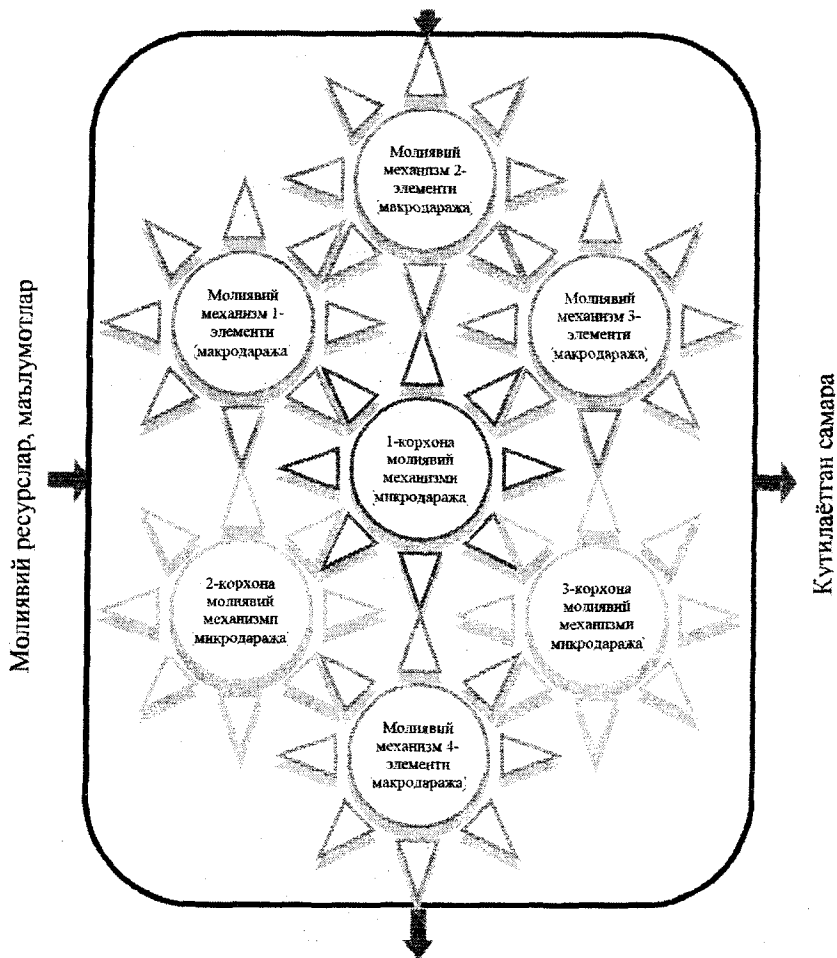 Молиявий
механизм 2-
элементи
(макродаража)
Молиявий
механизм 1-
элементи
(макродаража
Молиявий
механизм 3-
элементи
(макродаража)
1-корхона
молиявий
механизми
(микродаража)
2-корхона
молиявий
механизми
микродаража)
3-корхона
молиявий
механизми
микродаража)
Молиявий
механизм 4-
элементи
(макродаража)
Молиявий ресурслар, маълумотлар
Кутилаётган самара